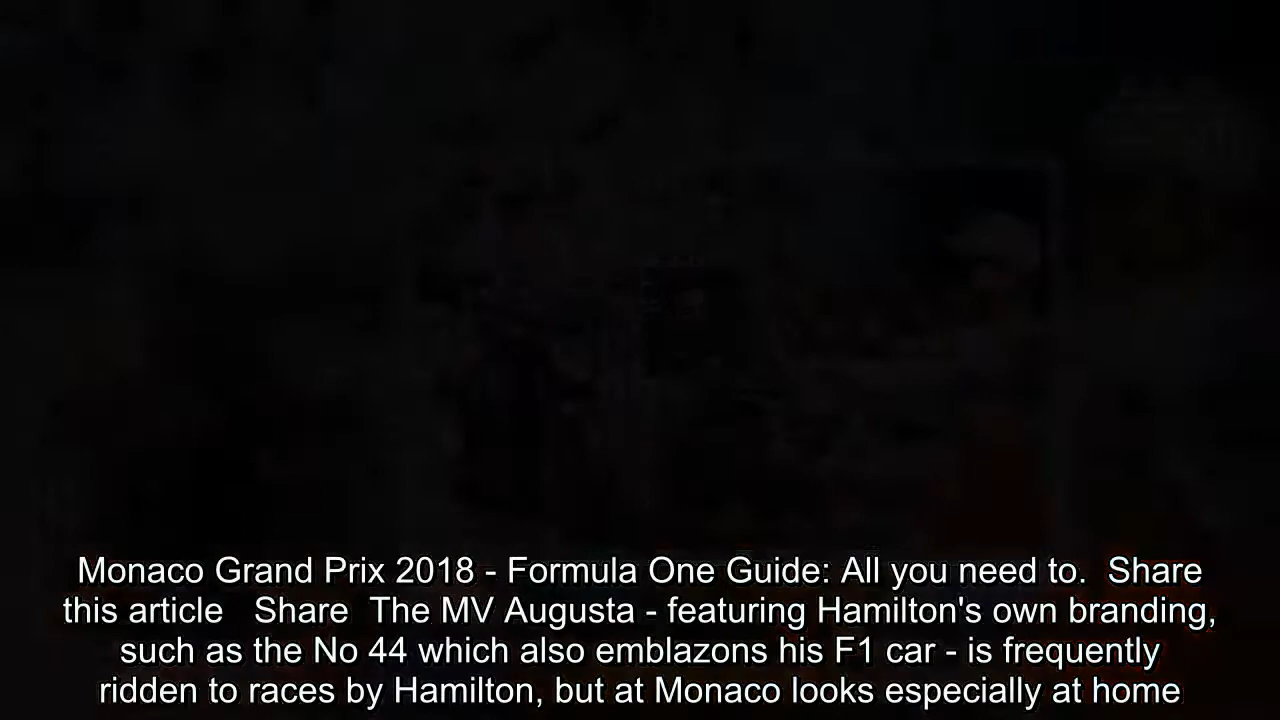 Monaco Grand Prix 2018 - Formula One Guide: All you need to.  Share
this article   Share  The MV Augusta - featuring Hamilton's own branding,
such as the No 44 which also emblazons his F1 car - is frequently
ridden to races by Hamilton, but at Monaco looks especially at home